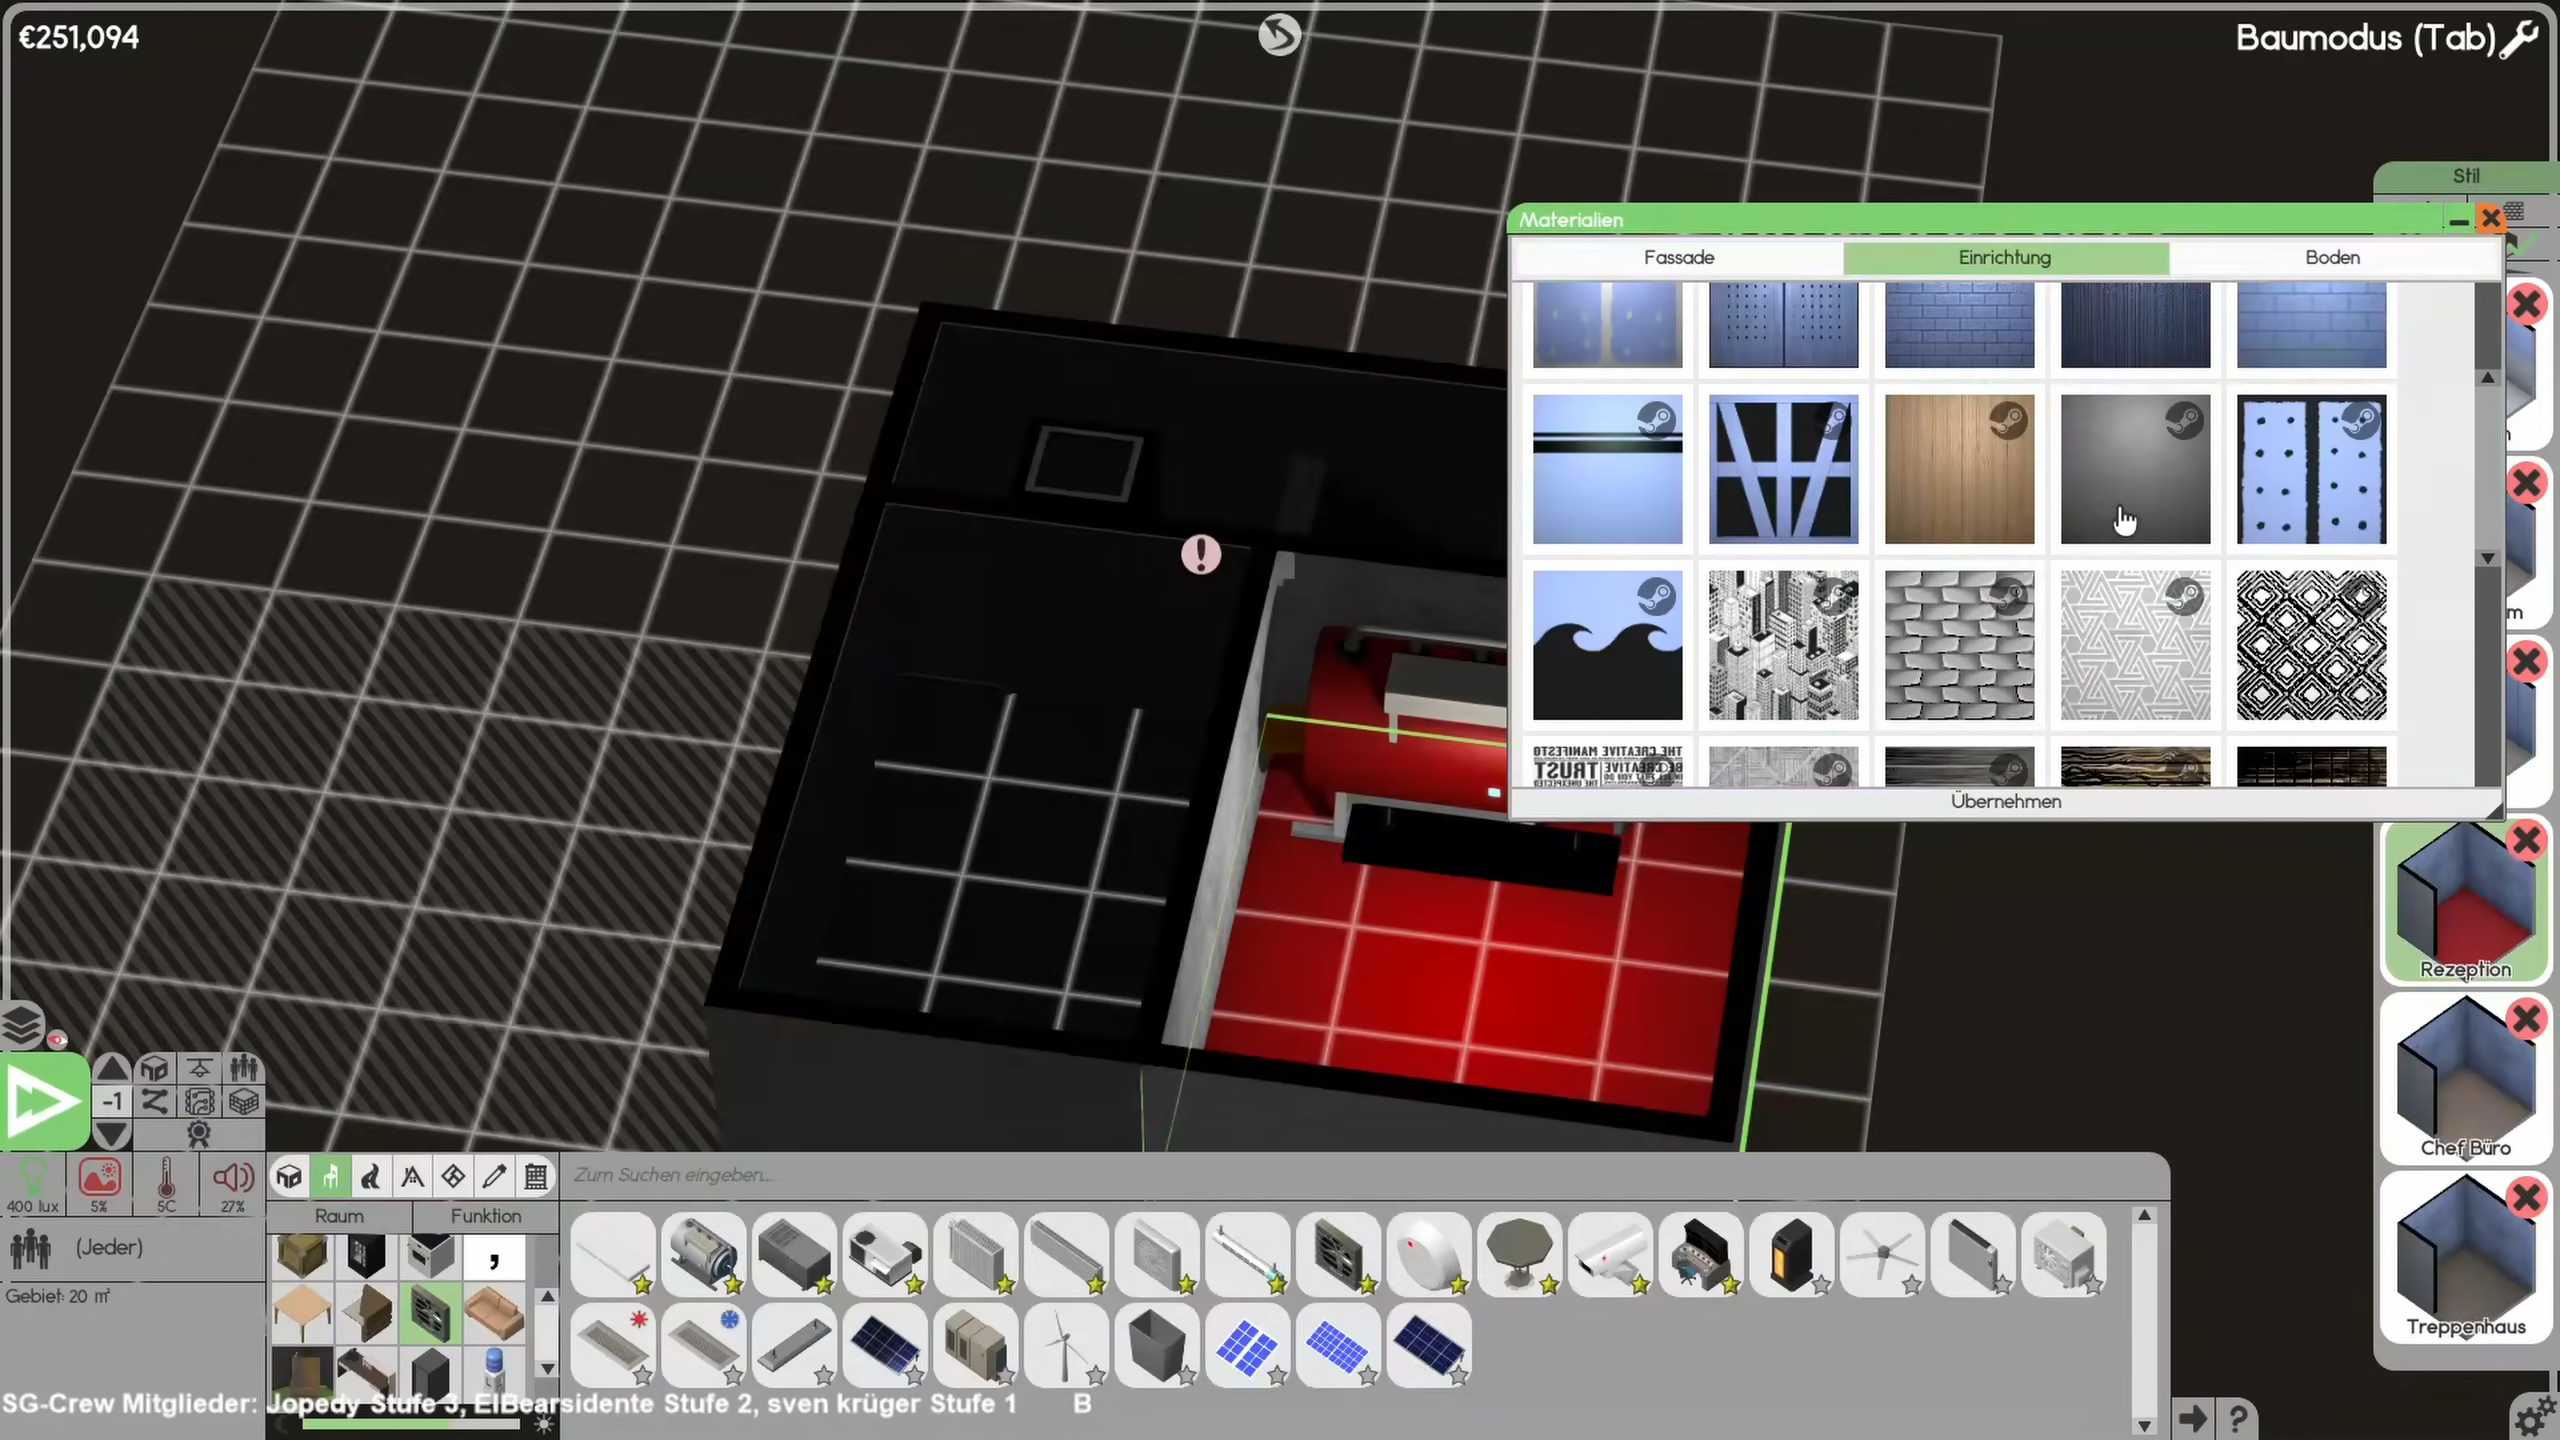 €251,094
Baumodus (Tab)
Stil
Materialien
Fassade
Einrichtung
Boden
TRUST
Übernehmen
Rezeption
Chef Büro
Treppenhaus
-1
400 lux
5%
5C
27%
Zum Suchen eingeben...
Raum
Funktion
(Jeder)
Gebiet: 20 m²
SG-Crew Mitglieder: Jopedy Stufe 3, ElBearsidente Stufe 2, sven krüger Stufe 1 B
?